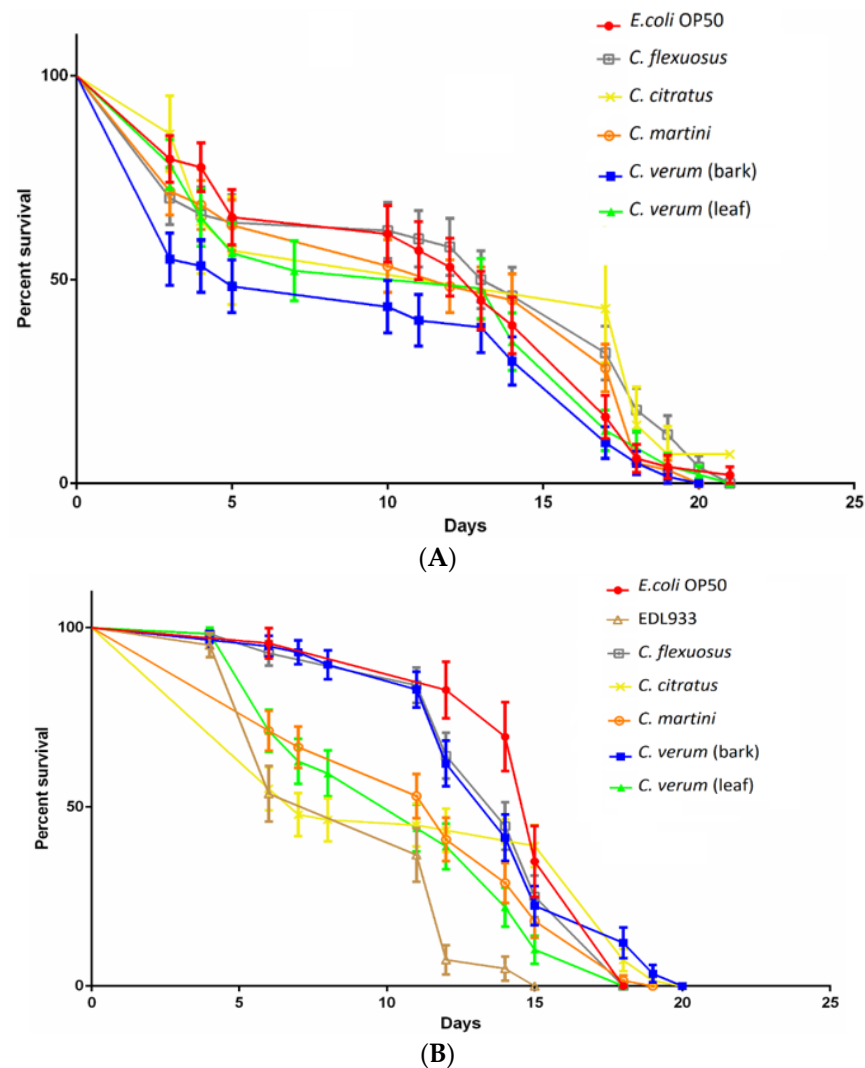 E.coli OP50
C. flexuosus
C. citratus
C. martini
C. verum (bark)
C. verum (leaf)
100
50
0
Percent survival
0 5 10 15 20 25
Days
(A)
E.coli OP50
EDL933
C. flexuosus
C. citratus
C. martini
C. verum (bark)
C. verum (leaf)
100
50
0
Percent survival
0 5 10 15 20 25
Days
(B)